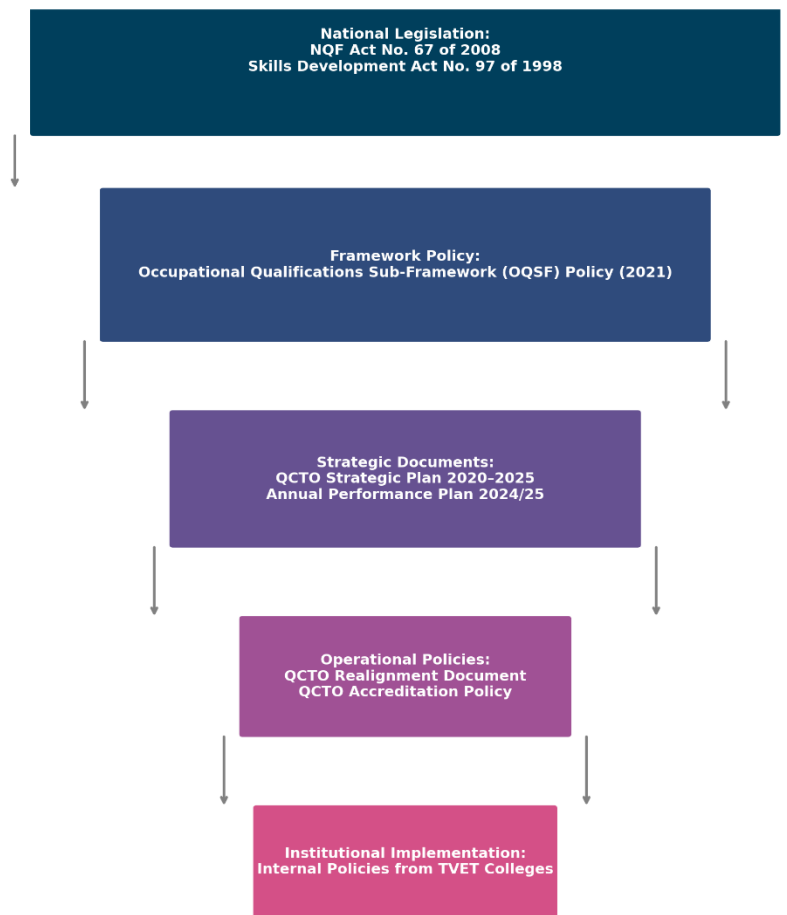 National Legislation:
NQF Act No. 67 of 2008
Skills Development Act No. 97 of 1998
Framework Policy:
Occupational Qualifications Sub-Framework (OQSF) Policy (2021)
Strategic Documents:
QCTO Strategic Plan 2020–2025
Annual Performance Plan 2024/25
Operational Policies:
QCTO Realignment Document
QCTO Accreditation Policy
Institutional Implementation:
Internal Policies from TVET Colleges